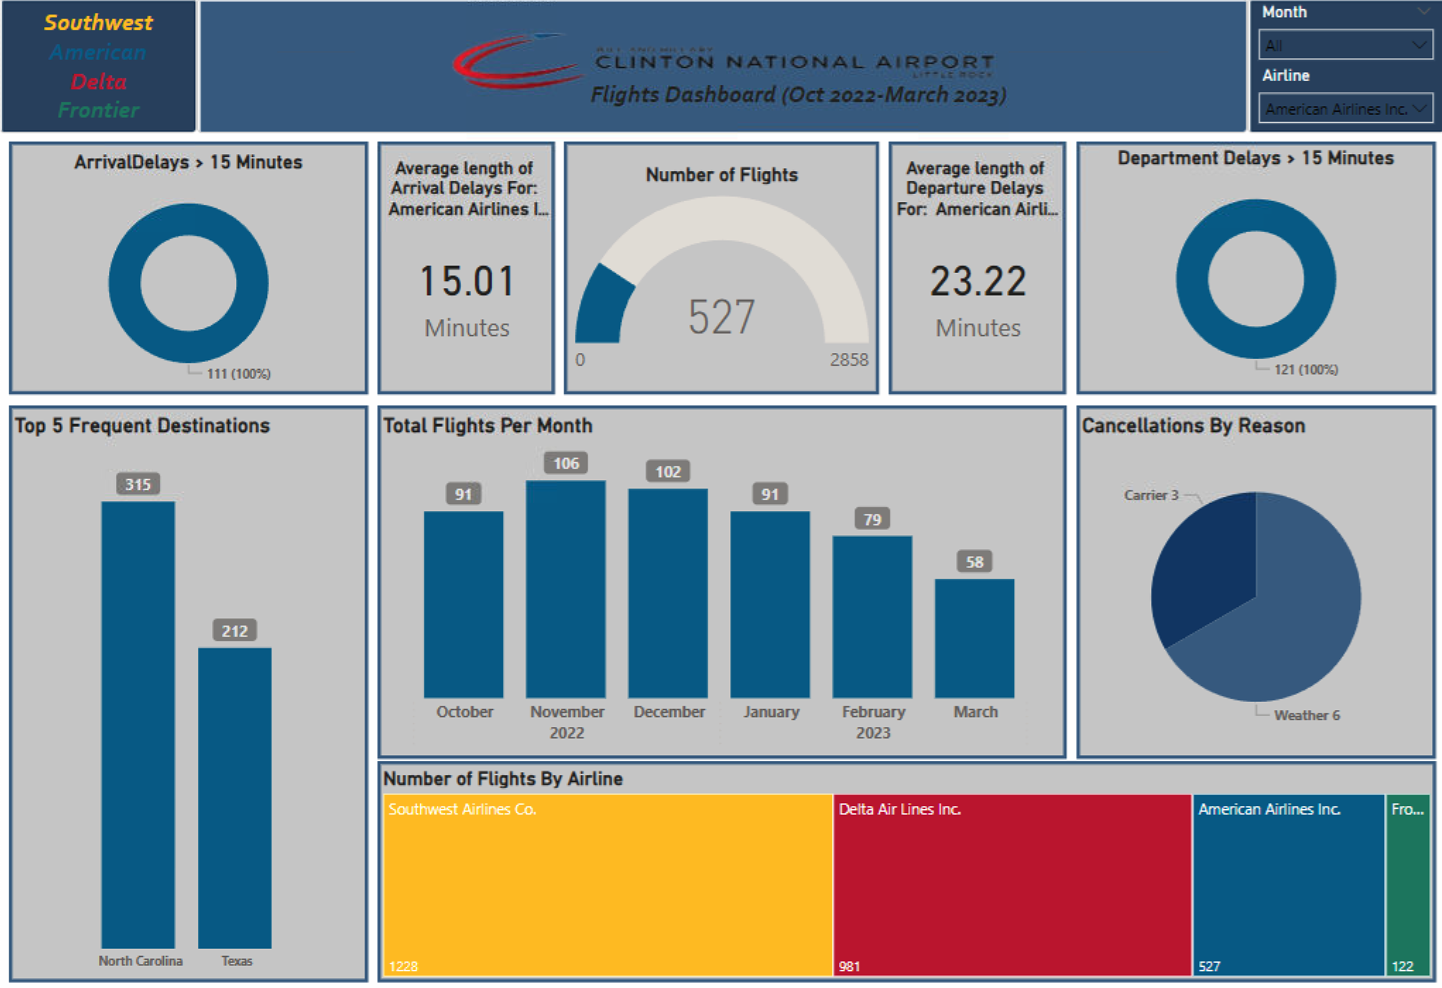 Southwest
American
Delta
Frontier
CLINTON NATIONAL AIRPORT
LITTLE ROCK
Flights Dashboard (Oct 2022-March 2023)
Month
All
Airline
American Airlines Inc.
ArrivalDelays > 15 Minutes
111 (100%)
Average length of
Arrival Delays For:
American Airlines I...
15.01
Minutes
Number of Flights
527
0
2858
Average length of
Departure Delays
For: American Airli...
23.22
Minutes
Department Delays > 15 Minutes
121 (100%)
Top 5 Frequent Destinations
315
212
North Carolina
Texas
Total Flights Per Month
91
106
102
91
79
58
October
November
December
January
February
March
2022
2023
Cancellations By Reason
Carrier 3
Weather 6
Number of Flights By Airline
Southwest Airlines Co.
1228
Delta Air Lines Inc.
981
American Airlines Inc.
527
Fro...
122